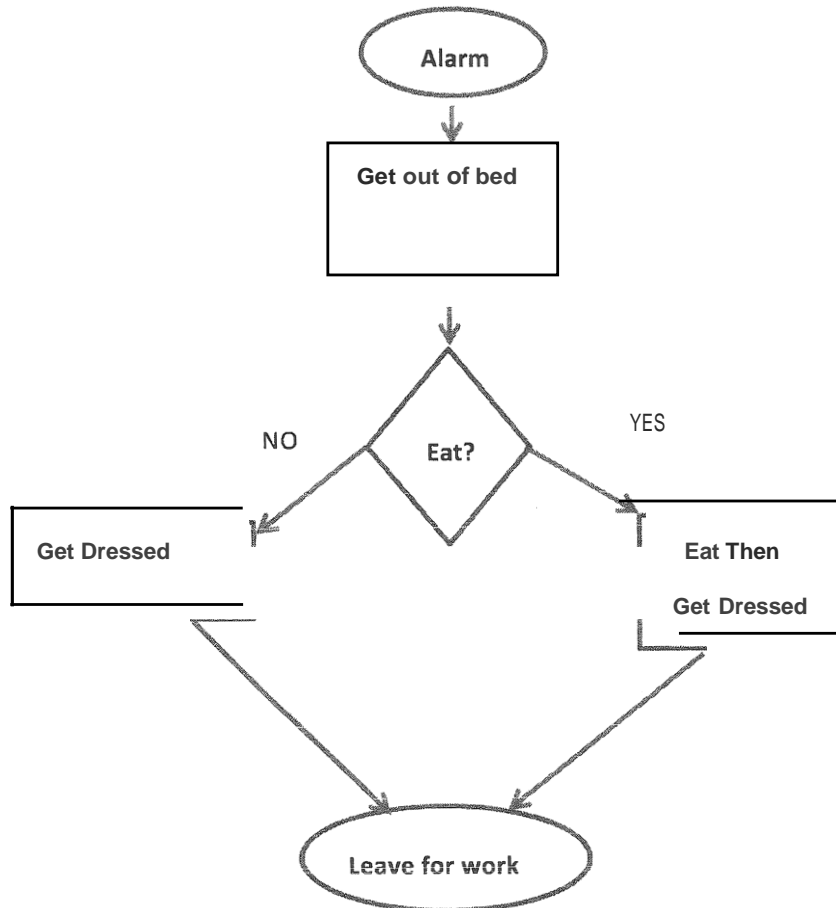 Alarm
Get out of bed
Eat?
NO
YES
Get Dressed
Eat Then
Get Dressed
Leave for work